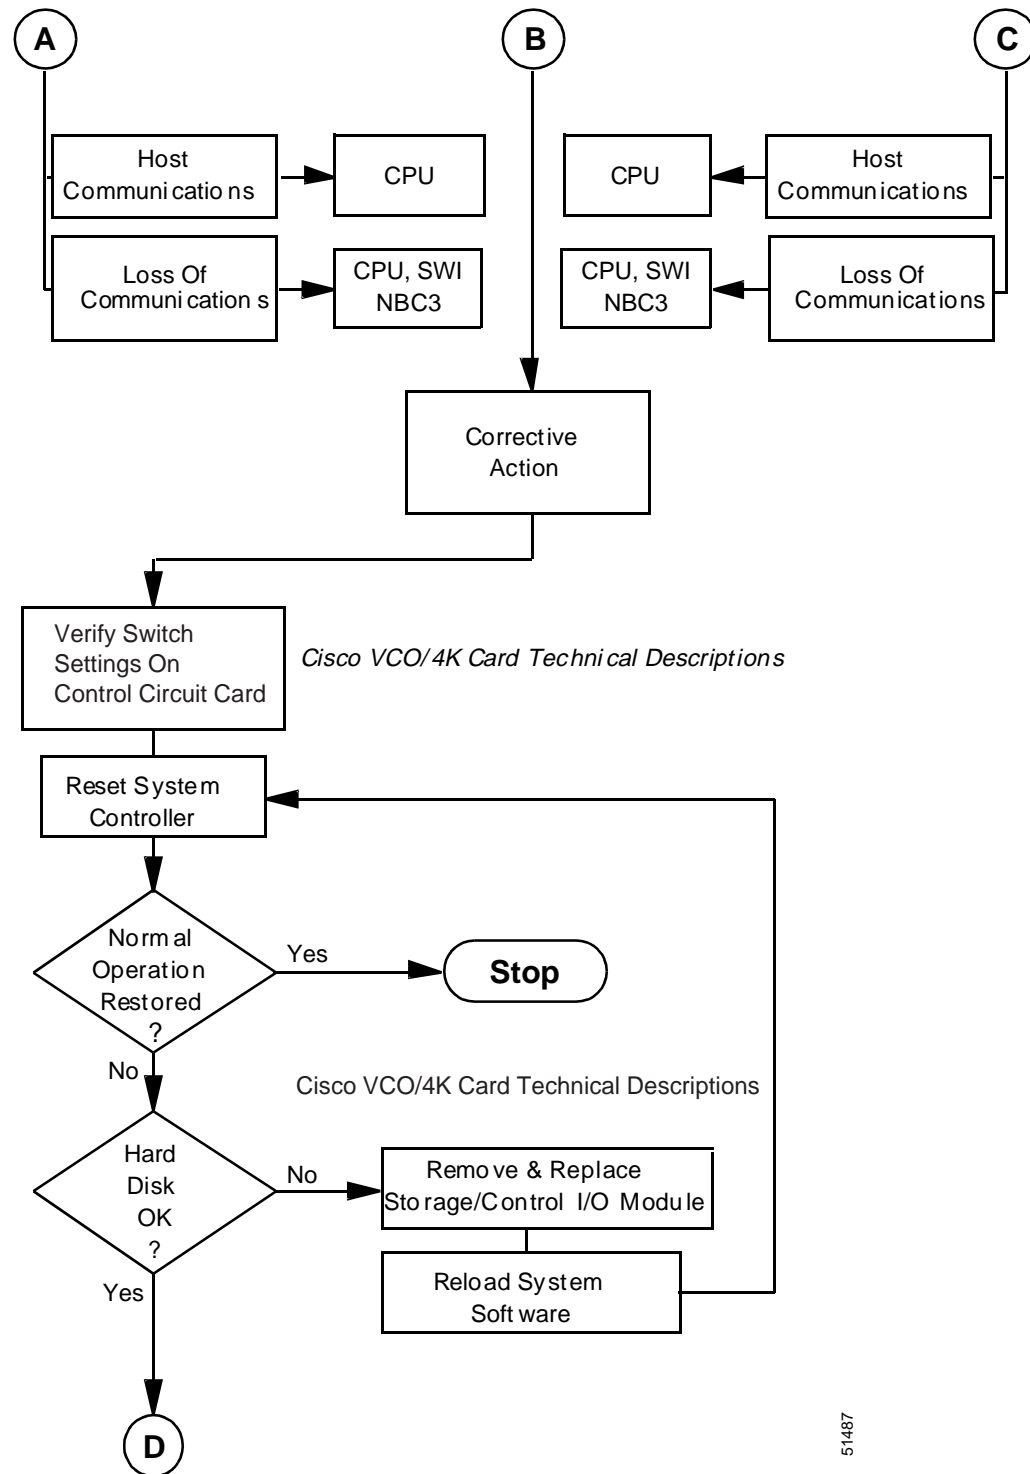 A
B
C
Host
Communications
CPU
CPU
Host
Communications
Loss Of
Communications
CPU, SWI
NBC3
CPU, SWI
NBC3
Loss Of
Communications
Corrective
Action
Verify Switch
Settings On
Control Circuit Card
Cisco VCO/4K Card Technical Descriptions
Reset System
Controller
Normal
Operation
Restored
?
Yes
Stop
No
Cisco VCO/4K Card Technical Descriptions
Hard
Disk
OK
?
No
Remove & Replace
Storage/Control I/O Module
Reload System
Software
Yes
D
51487